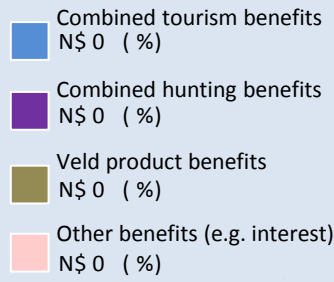 Combined tourism benefits
N$ 0 ( %)
Combined hunting benefits
N$ 0 ( %)
Veld product benefits
N$ 0 ( %)
Other benefits (e.g. interest)
N$ 0 ( %)